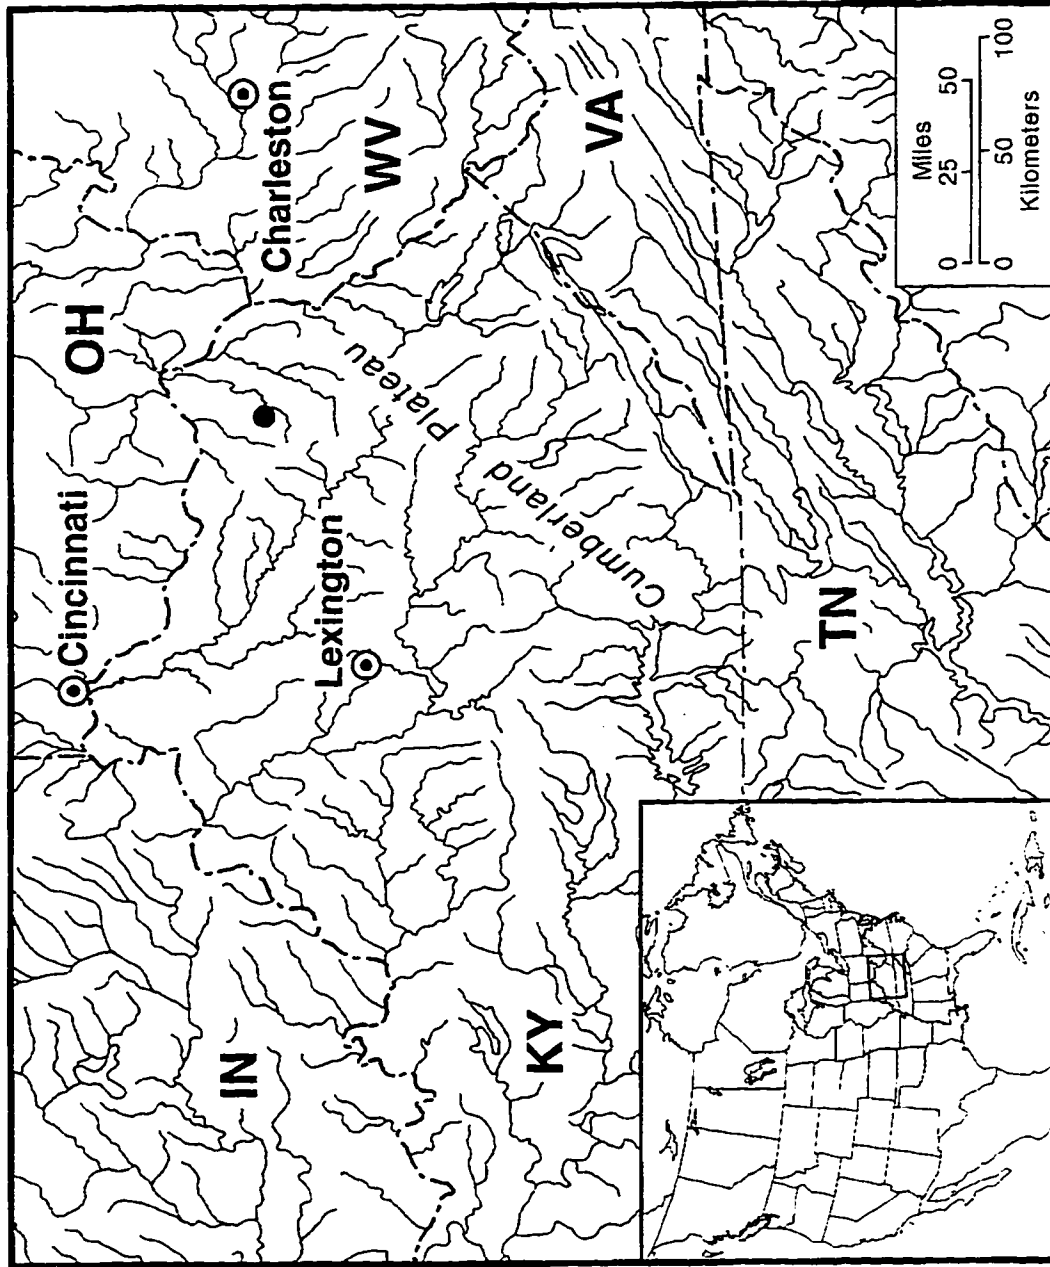 Cincinnati
OH
Charleston
Lexington
WV
IN
Cumberland Plateau
VA
KY
TN
Miles
0 25 50
0 50 100
Kilometers